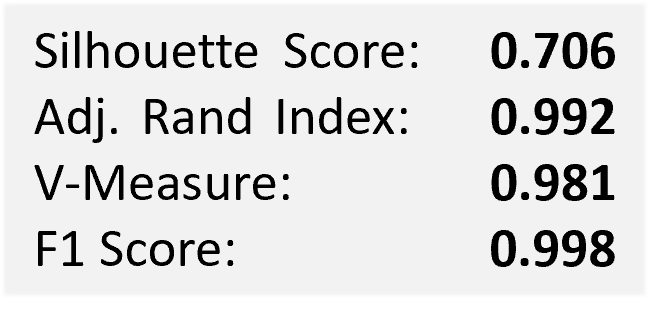 Silhouette Score: 0.706
Adj. Rand Index: 0.992
V-Measure: 0.981
F1 Score: 0.998